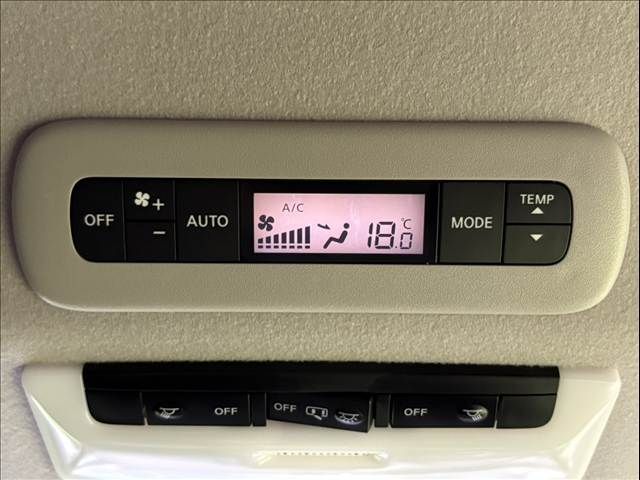 OFF + − AUTO A/C 18.0 °C MODE TEMP
OFF OFF OFF